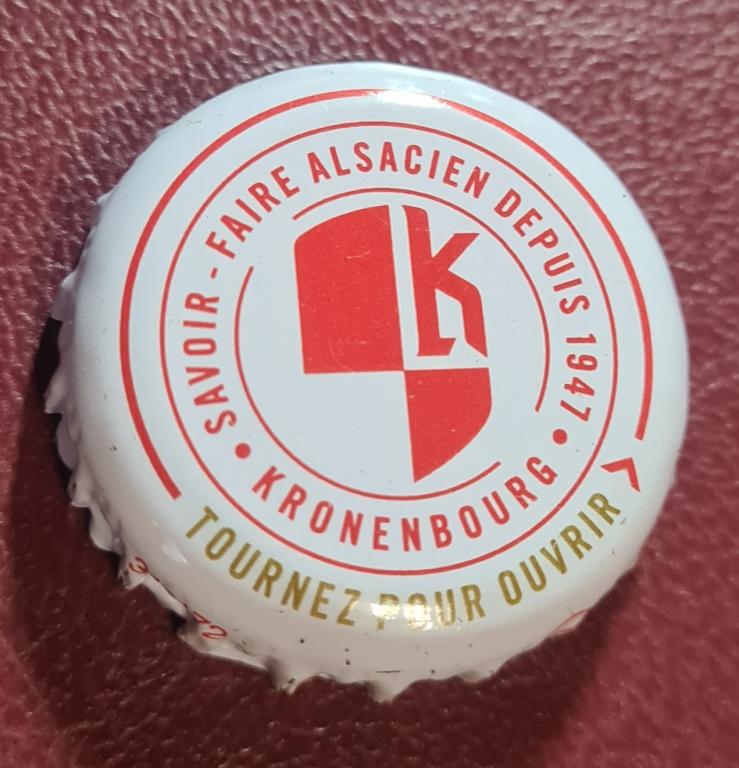 SAVOIR - FAIRE ALSACIEN DEPUIS 1947
K
• KRONENBOURG •
TOURNEZ POUR OUVRIR